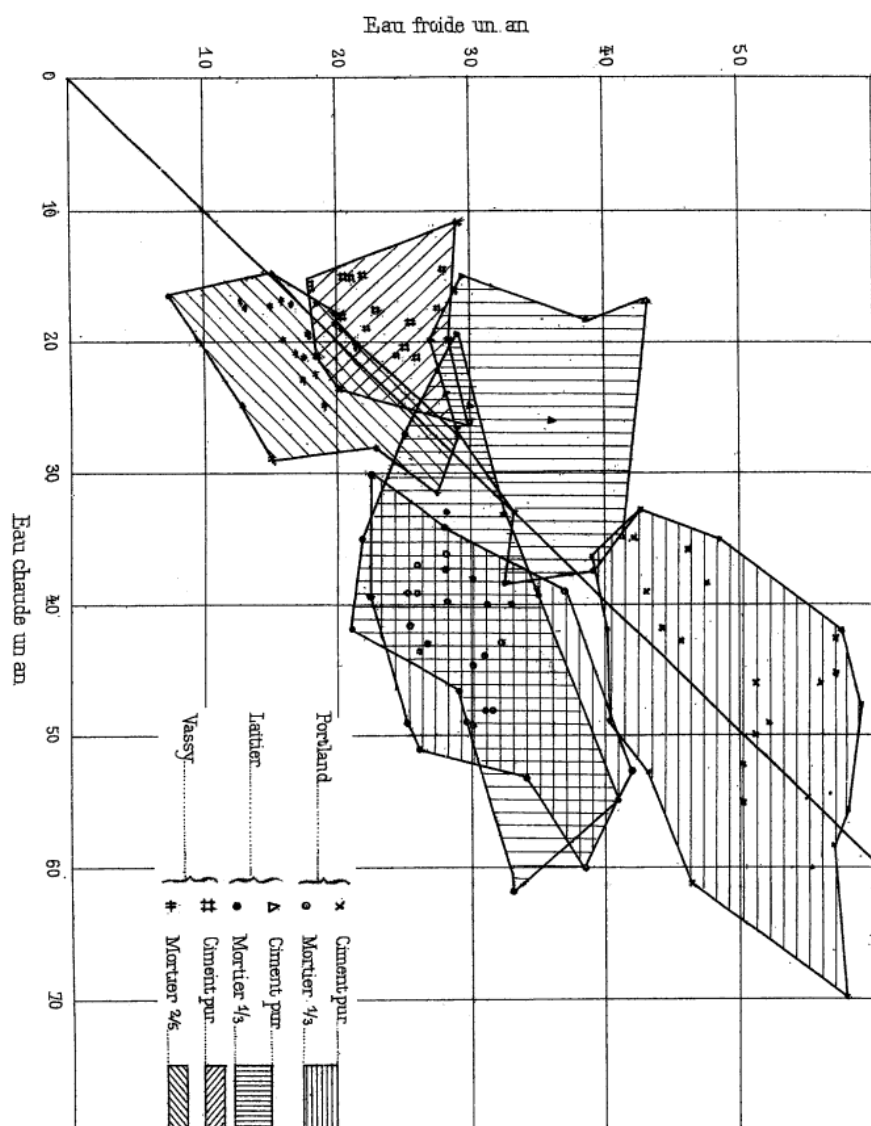 Eau froide un an
0
10
20
30
40
50
10
20
30
40
50
60
70
Eau chaude un an
Portland
Ciment pur
Mortier 1/3
Laitier
Ciment pur
Mortier 1/3
Vassy
Ciment pur
Mortier 2/5